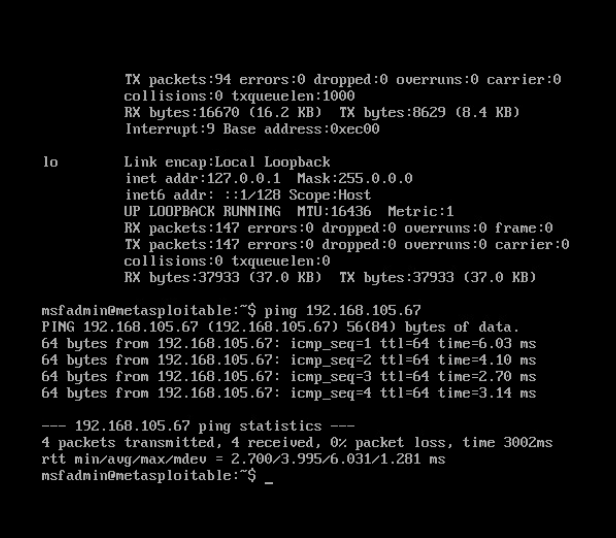 TX packets:94 errors:0 dropped:0 overruns:0 carrier:0
collisions:0 txqueuelen:1000
RX bytes:16670 (16.2 KB)  TX bytes:8629 (8.4 KB)
Interrupt:9 Base address:0xec00
lo        Link encap:Local Loopback
inet addr:127.0.0.1  Mask:255.0.0.0
inet6 addr: ::1/128 Scope:Host
UP LOOPBACK RUNNING  MTU:16436  Metric:1
RX packets:147 errors:0 dropped:0 overruns:0 frame:0
TX packets:147 errors:0 dropped:0 overruns:0 carrier:0
collisions:0 txqueuelen:0
RX bytes:37933 (37.0 KB)  TX bytes:37933 (37.0 KB)
msfadmin@metasploitable:~$ ping 192.168.105.67
PING 192.168.105.67 (192.168.105.67) 56(84) bytes of data.
64 bytes from 192.168.105.67: icmp_seq=1 ttl=64 time=6.03 ms
64 bytes from 192.168.105.67: icmp_seq=2 ttl=64 time=4.10 ms
64 bytes from 192.168.105.67: icmp_seq=3 ttl=64 time=2.70 ms
64 bytes from 192.168.105.67: icmp_seq=4 ttl=64 time=3.14 ms
--- 192.168.105.67 ping statistics ---
4 packets transmitted, 4 received, 0% packet loss, time 3002ms
rtt min/avg/max/mdev = 2.700/3.995/6.031/1.281 ms
msfadmin@metasploitable:~$ _